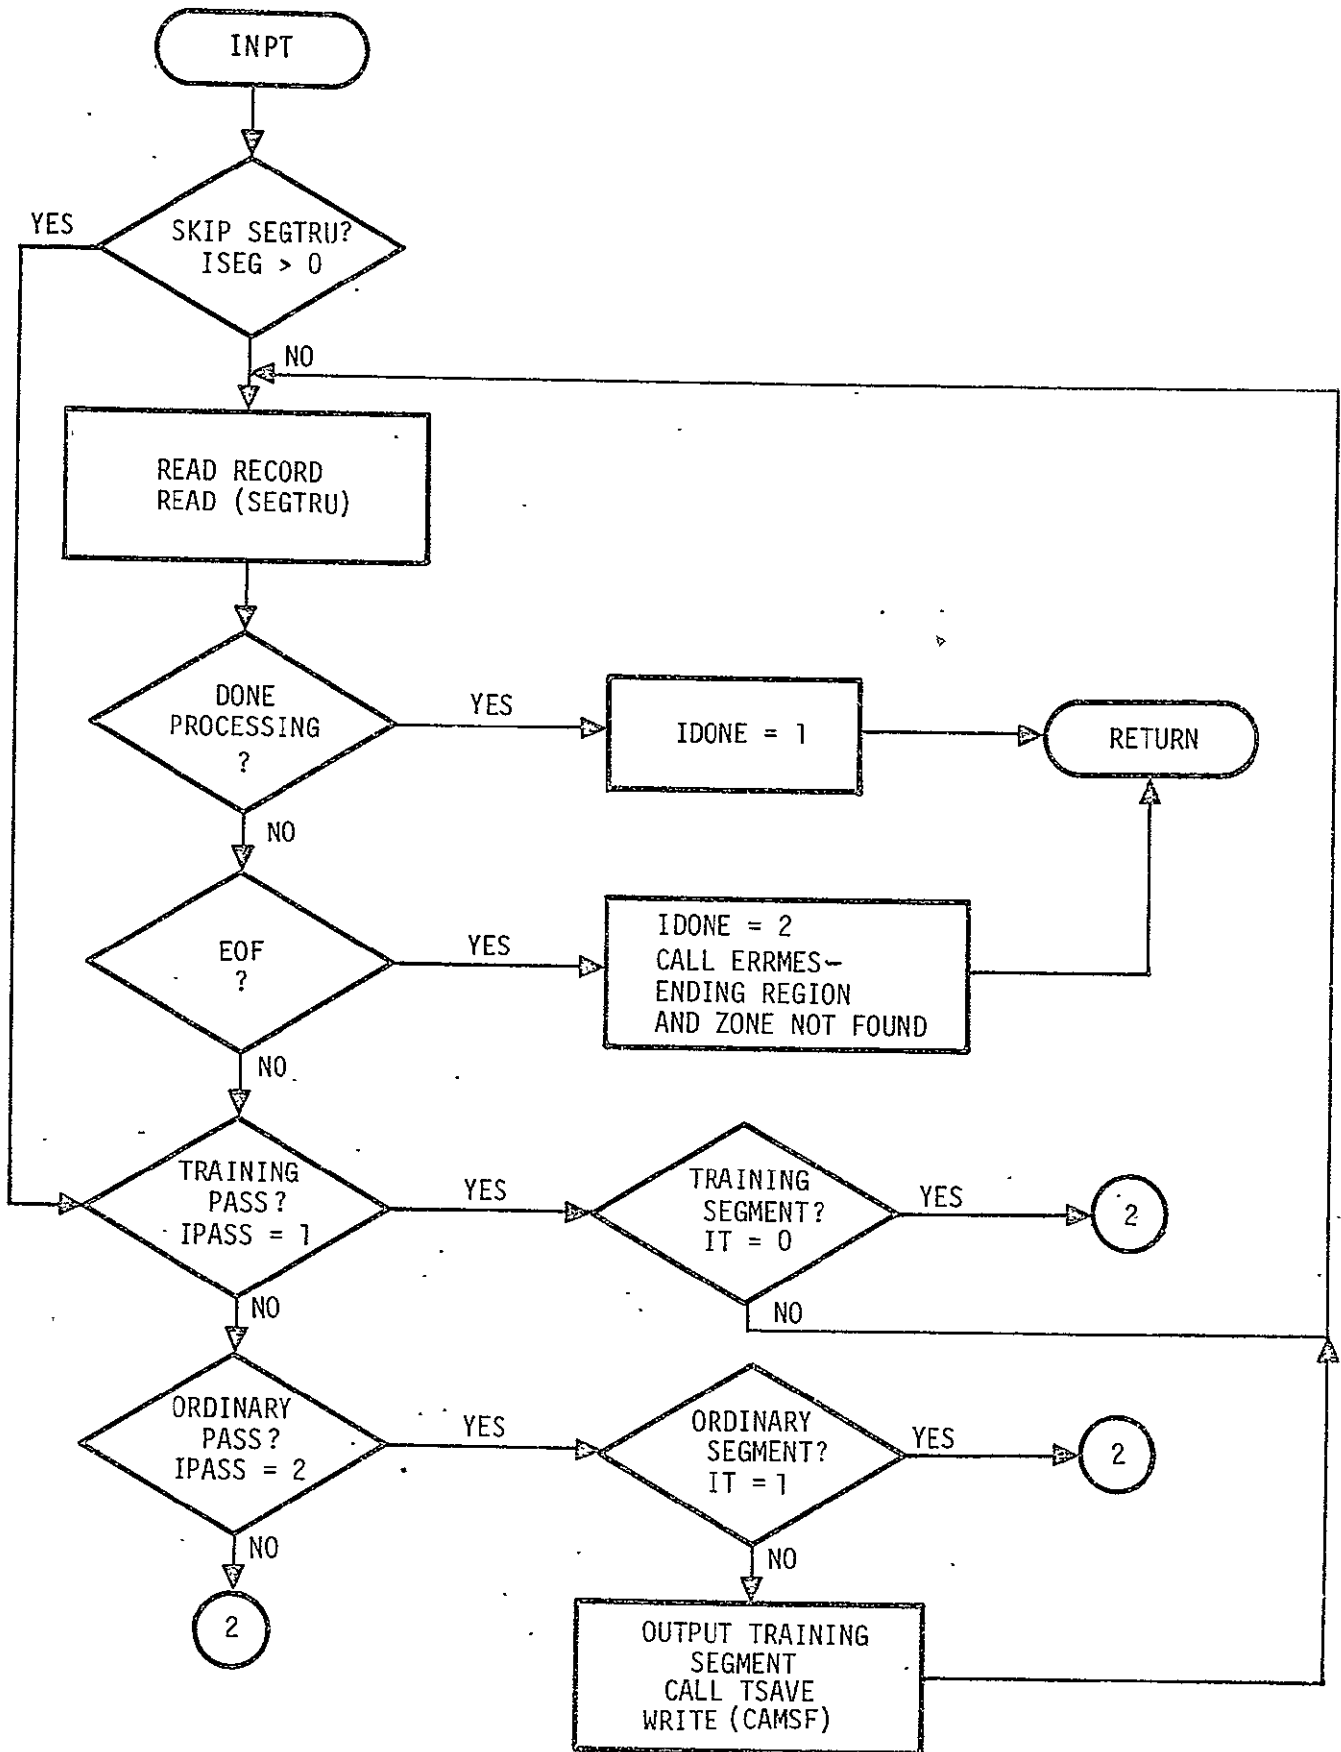 INPT
YES
SKIP SEGTRU?
ISEG > 0
NO
READ RECORD
READ (SEGTRU)
DONE
PROCESSING
?
YES
IDONE = 1
RETURN
NO
EOF
?
YES
IDONE = 2
CALL ERRMES-
ENDING REGION
AND ZONE NOT FOUND
NO
TRAINING
PASS?
IPASS = 1
YES
TRAINING
SEGMENT?
IT = 0
YES
2
NO
NO
ORDINARY
PASS?
IPASS = 2
YES
ORDINARY
SEGMENT?
IT = 1
YES
2
NO
NO
2
OUTPUT TRAINING
SEGMENT
CALL TSAVE
WRITE (CAMSF)